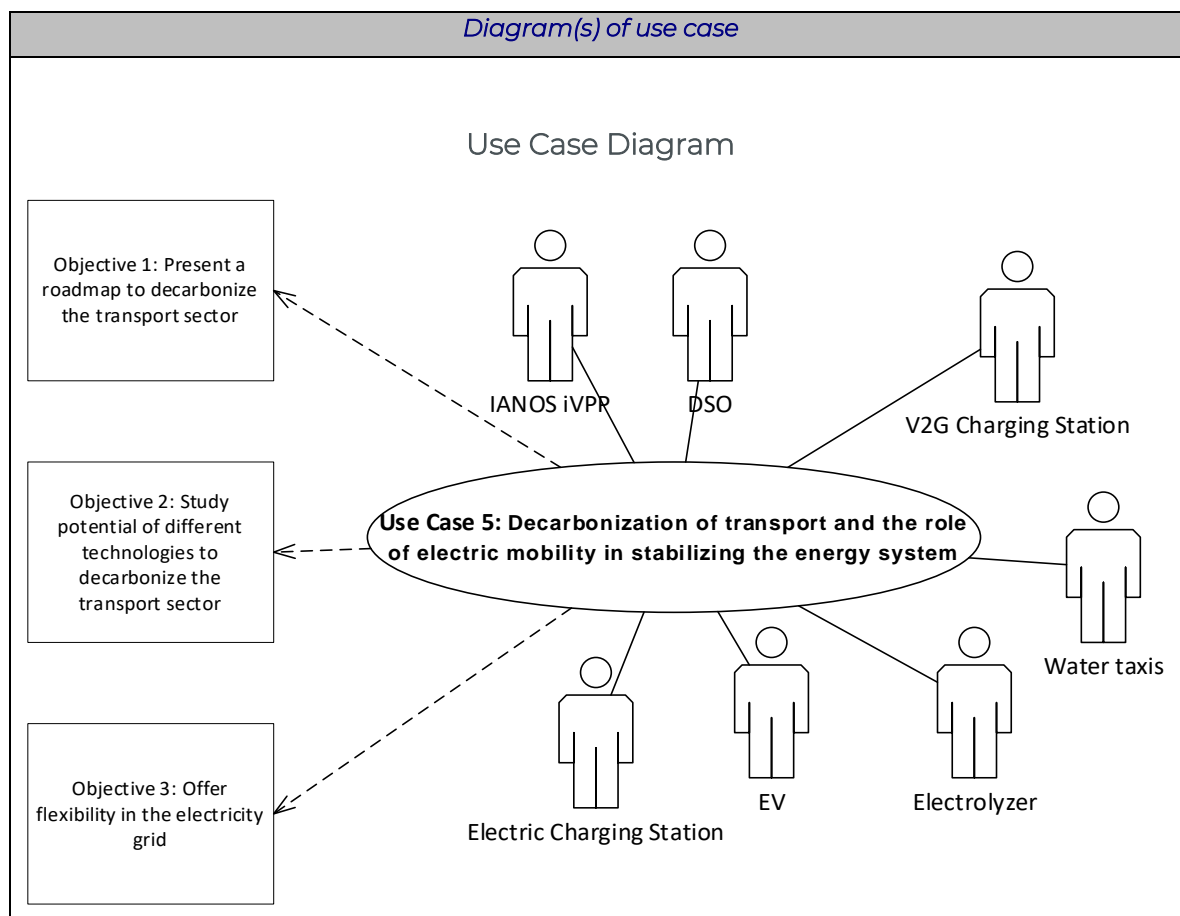 Diagram(s) of use case
Use Case Diagram
Objective 1: Present a
roadmap to decarbonize
the transport sector
IANOS iVPP
DSO
V2G Charging Station
Objective 2: Study
potential of different
technologies to
decarbonize the
transport sector
Use Case 5: Decarbonization of transport and the role
of electric mobility in stabilizing the energy system
Water taxis
Objective 3: Offer
flexibility in the electricity
grid
Electric Charging Station
EV
Electrolyzer